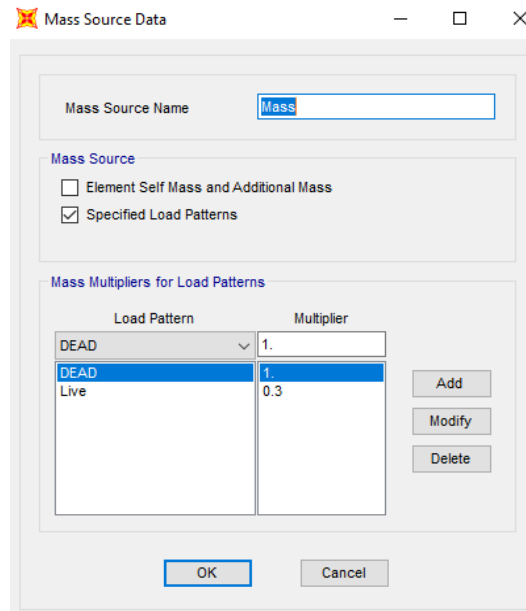 Mass Source Data
Mass Source Name Mass
Mass Source
Element Self Mass and Additional Mass
Specified Load Patterns
Mass Multipliers for Load Patterns
Load Pattern Multiplier
DEAD 1.
DEAD 1.
Live 0.3
Add
Modify
Delete
OK Cancel